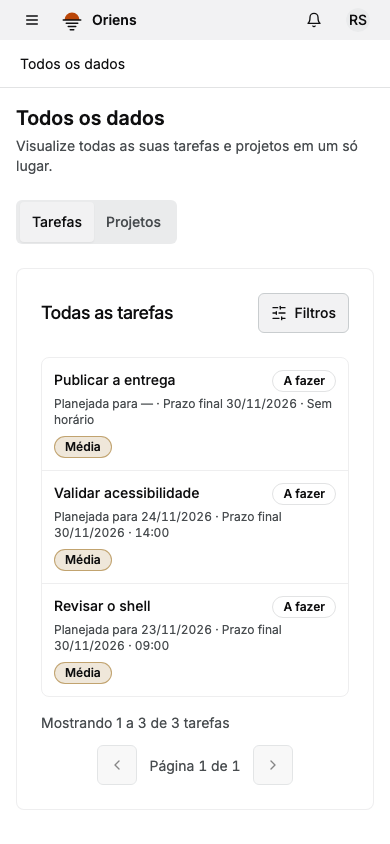 Oriens
RS
Todos os dados
Todos os dados
Visualize todas as suas tarefas e projetos em um só
lugar.
Tarefas
Projetos
Todas as tarefas
Filtros
Publicar a entrega
A fazer
Planejada para — · Prazo final 30/11/2026 · Sem
horário
Média
Validar acessibilidade
A fazer
Planejada para 24/11/2026 · Prazo final
30/11/2026 · 14:00
Média
Revisar o shell
A fazer
Planejada para 23/11/2026 · Prazo final
30/11/2026 · 09:00
Média
Mostrando 1 a 3 de 3 tarefas
Página 1 de 1